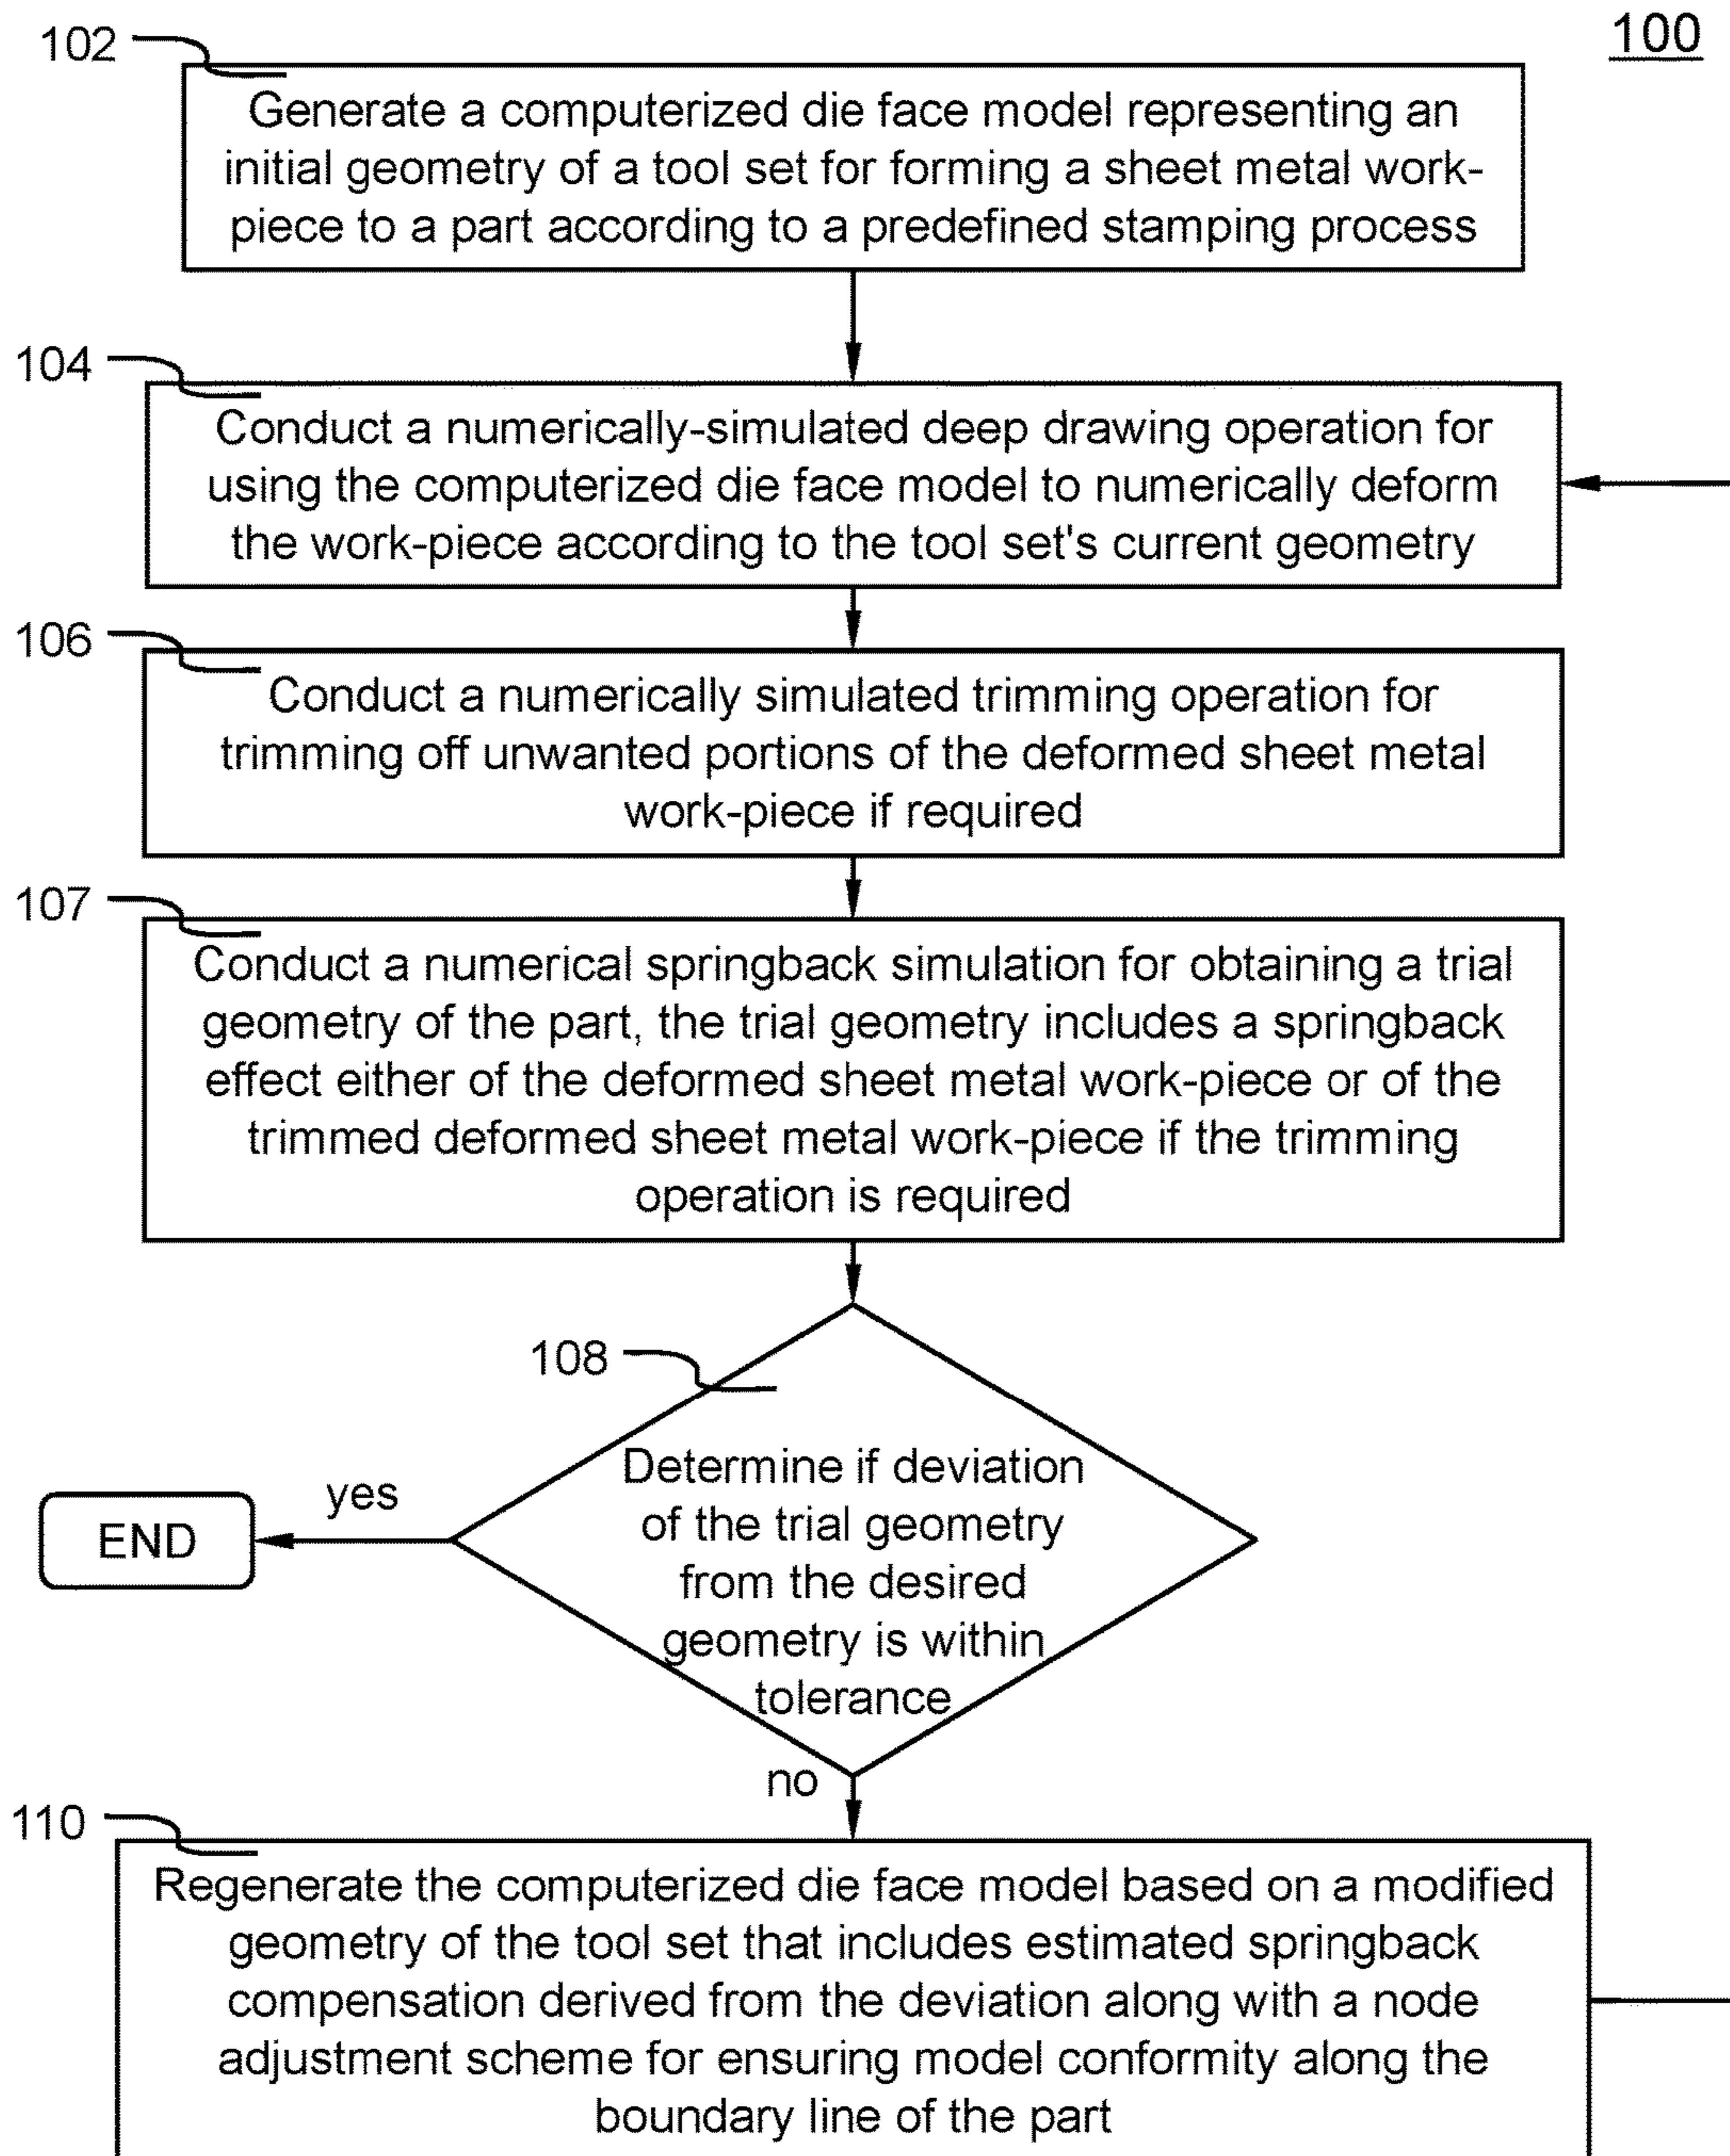 100
102
Generate a computerized die face model representing an
initial geometry of a tool set for forming a sheet metal work-
piece to a part according to a predefined stamping process
104
Conduct a numerically-simulated deep drawing operation for
using the computerized die face model to numerically deform
the work-piece according to the tool set's current geometry
106
Conduct a numerically simulated trimming operation for
trimming off unwanted portions of the deformed sheet metal
work-piece if required
107
Conduct a numerical springback simulation for obtaining a trial
geometry of the part, the trial geometry includes a springback
effect either of the deformed sheet metal work-piece or of the
trimmed deformed sheet metal work-piece if the trimming
operation is required
108
Determine if deviation
of the trial geometry
from the desired
geometry is within
tolerance
yes
END
no
110
Regenerate the computerized die face model based on a modified
geometry of the tool set that includes estimated springback
compensation derived from the deviation along with a node
adjustment scheme for ensuring model conformity along the
boundary line of the part